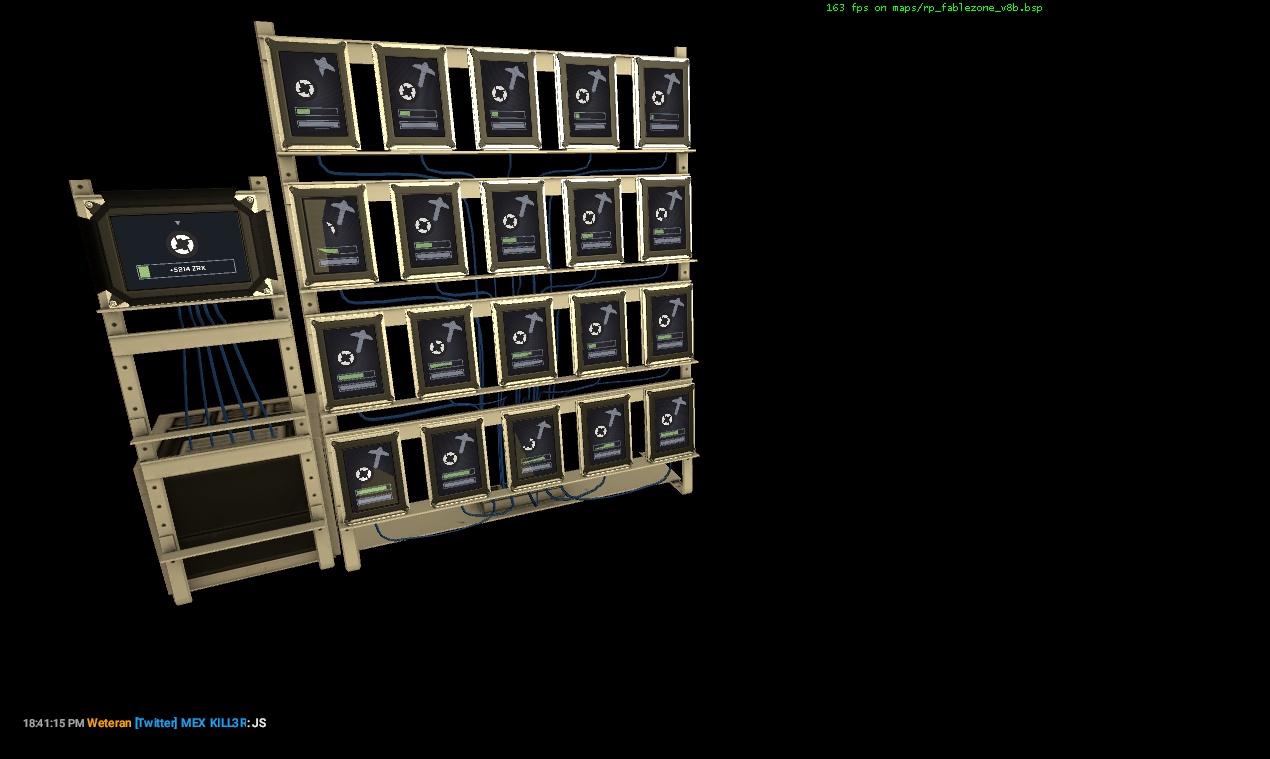 163 fps on maps/rp_fablezone_v8b.bsp
+5214 ZRX
18:41:15 PM Weteran [Twitter] MEX KILL3R: JS